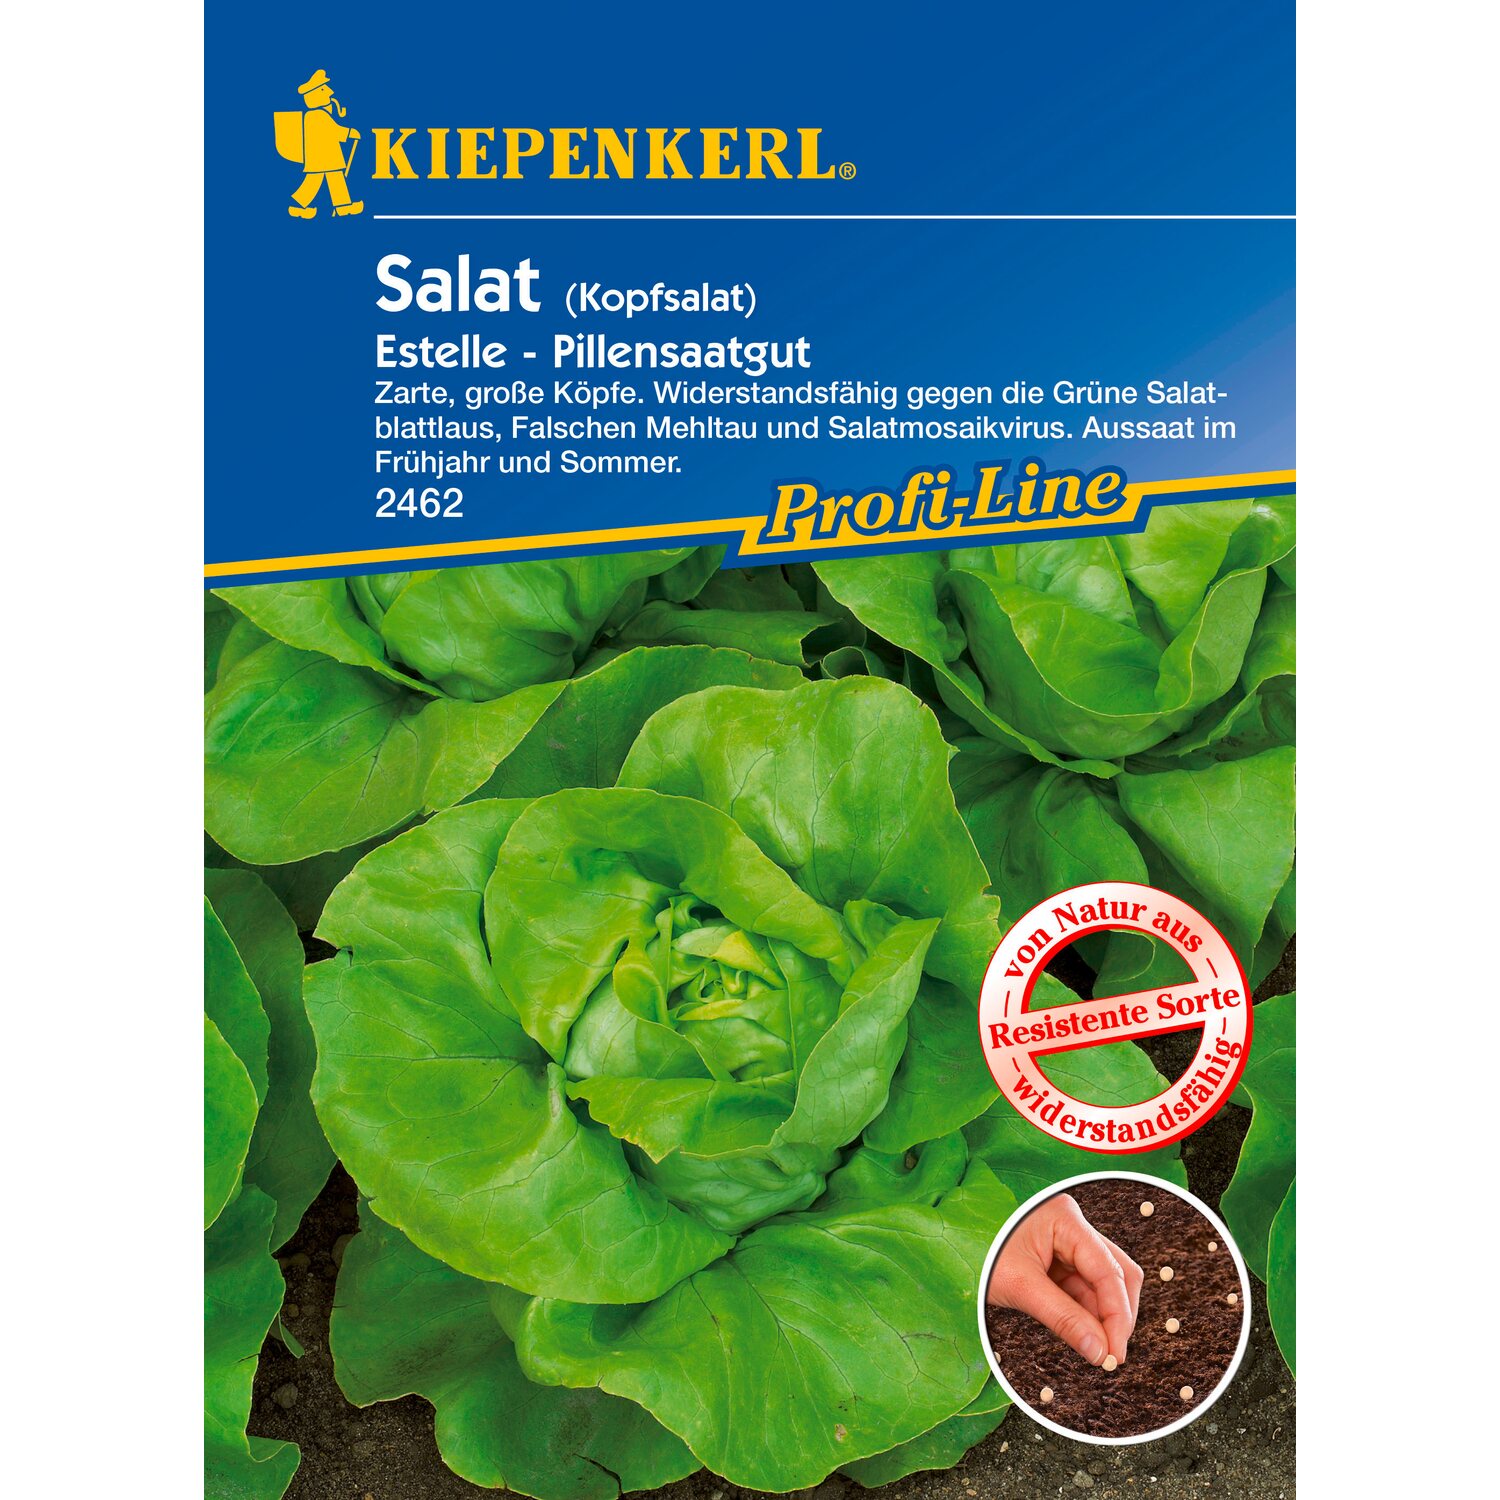 KIEPENKERL®
Salat (Kopfsalat)
Estelle - Pillensaatgut
Zarte, große Köpfe. Widerstandsfähig gegen die Grüne Salat-
blattlaus, Falschen Mehltau und Salatmosaikvirus. Aussaat im
Frühjahr und Sommer.
2462
Profi-Line
von Natur aus
Resistente Sorte
widerstandsfähig